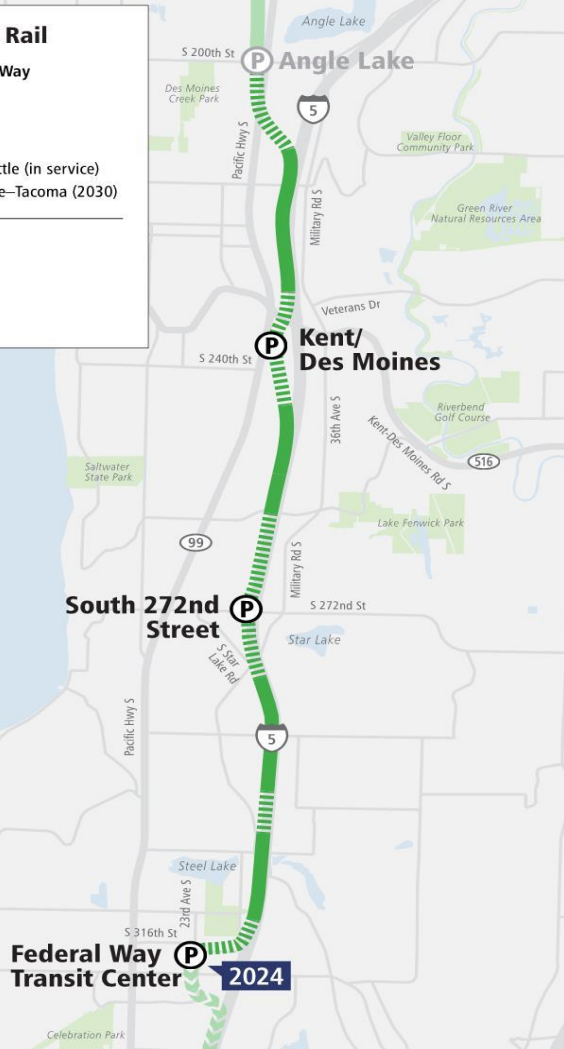 Rail
Way
ttle (in service)
e–Tacoma (2030)
Angle Lake
S 200th St
P
Angle Lake
Des Moines
Creek Park
5
Pacific Hwy S
Valley Floor
Community Park
Military Rd S
Green River
Natural Resources Area
Veterans Dr
P
Kent/
Des Moines
S 240th St
36th Ave S
Riverbend
Golf Course
Kent-Des Moines Rd S
516
Saltwater
State Park
Lake Fenwick Park
99
Military Rd S
South 272nd
Street
P
S 272nd St
Star Lake
S Star
Lake Rd
Pacific Hwy S
5
Steel Lake
23rd Ave S
S 316th St
Federal Way
Transit Center
P
2024
Celebration Park